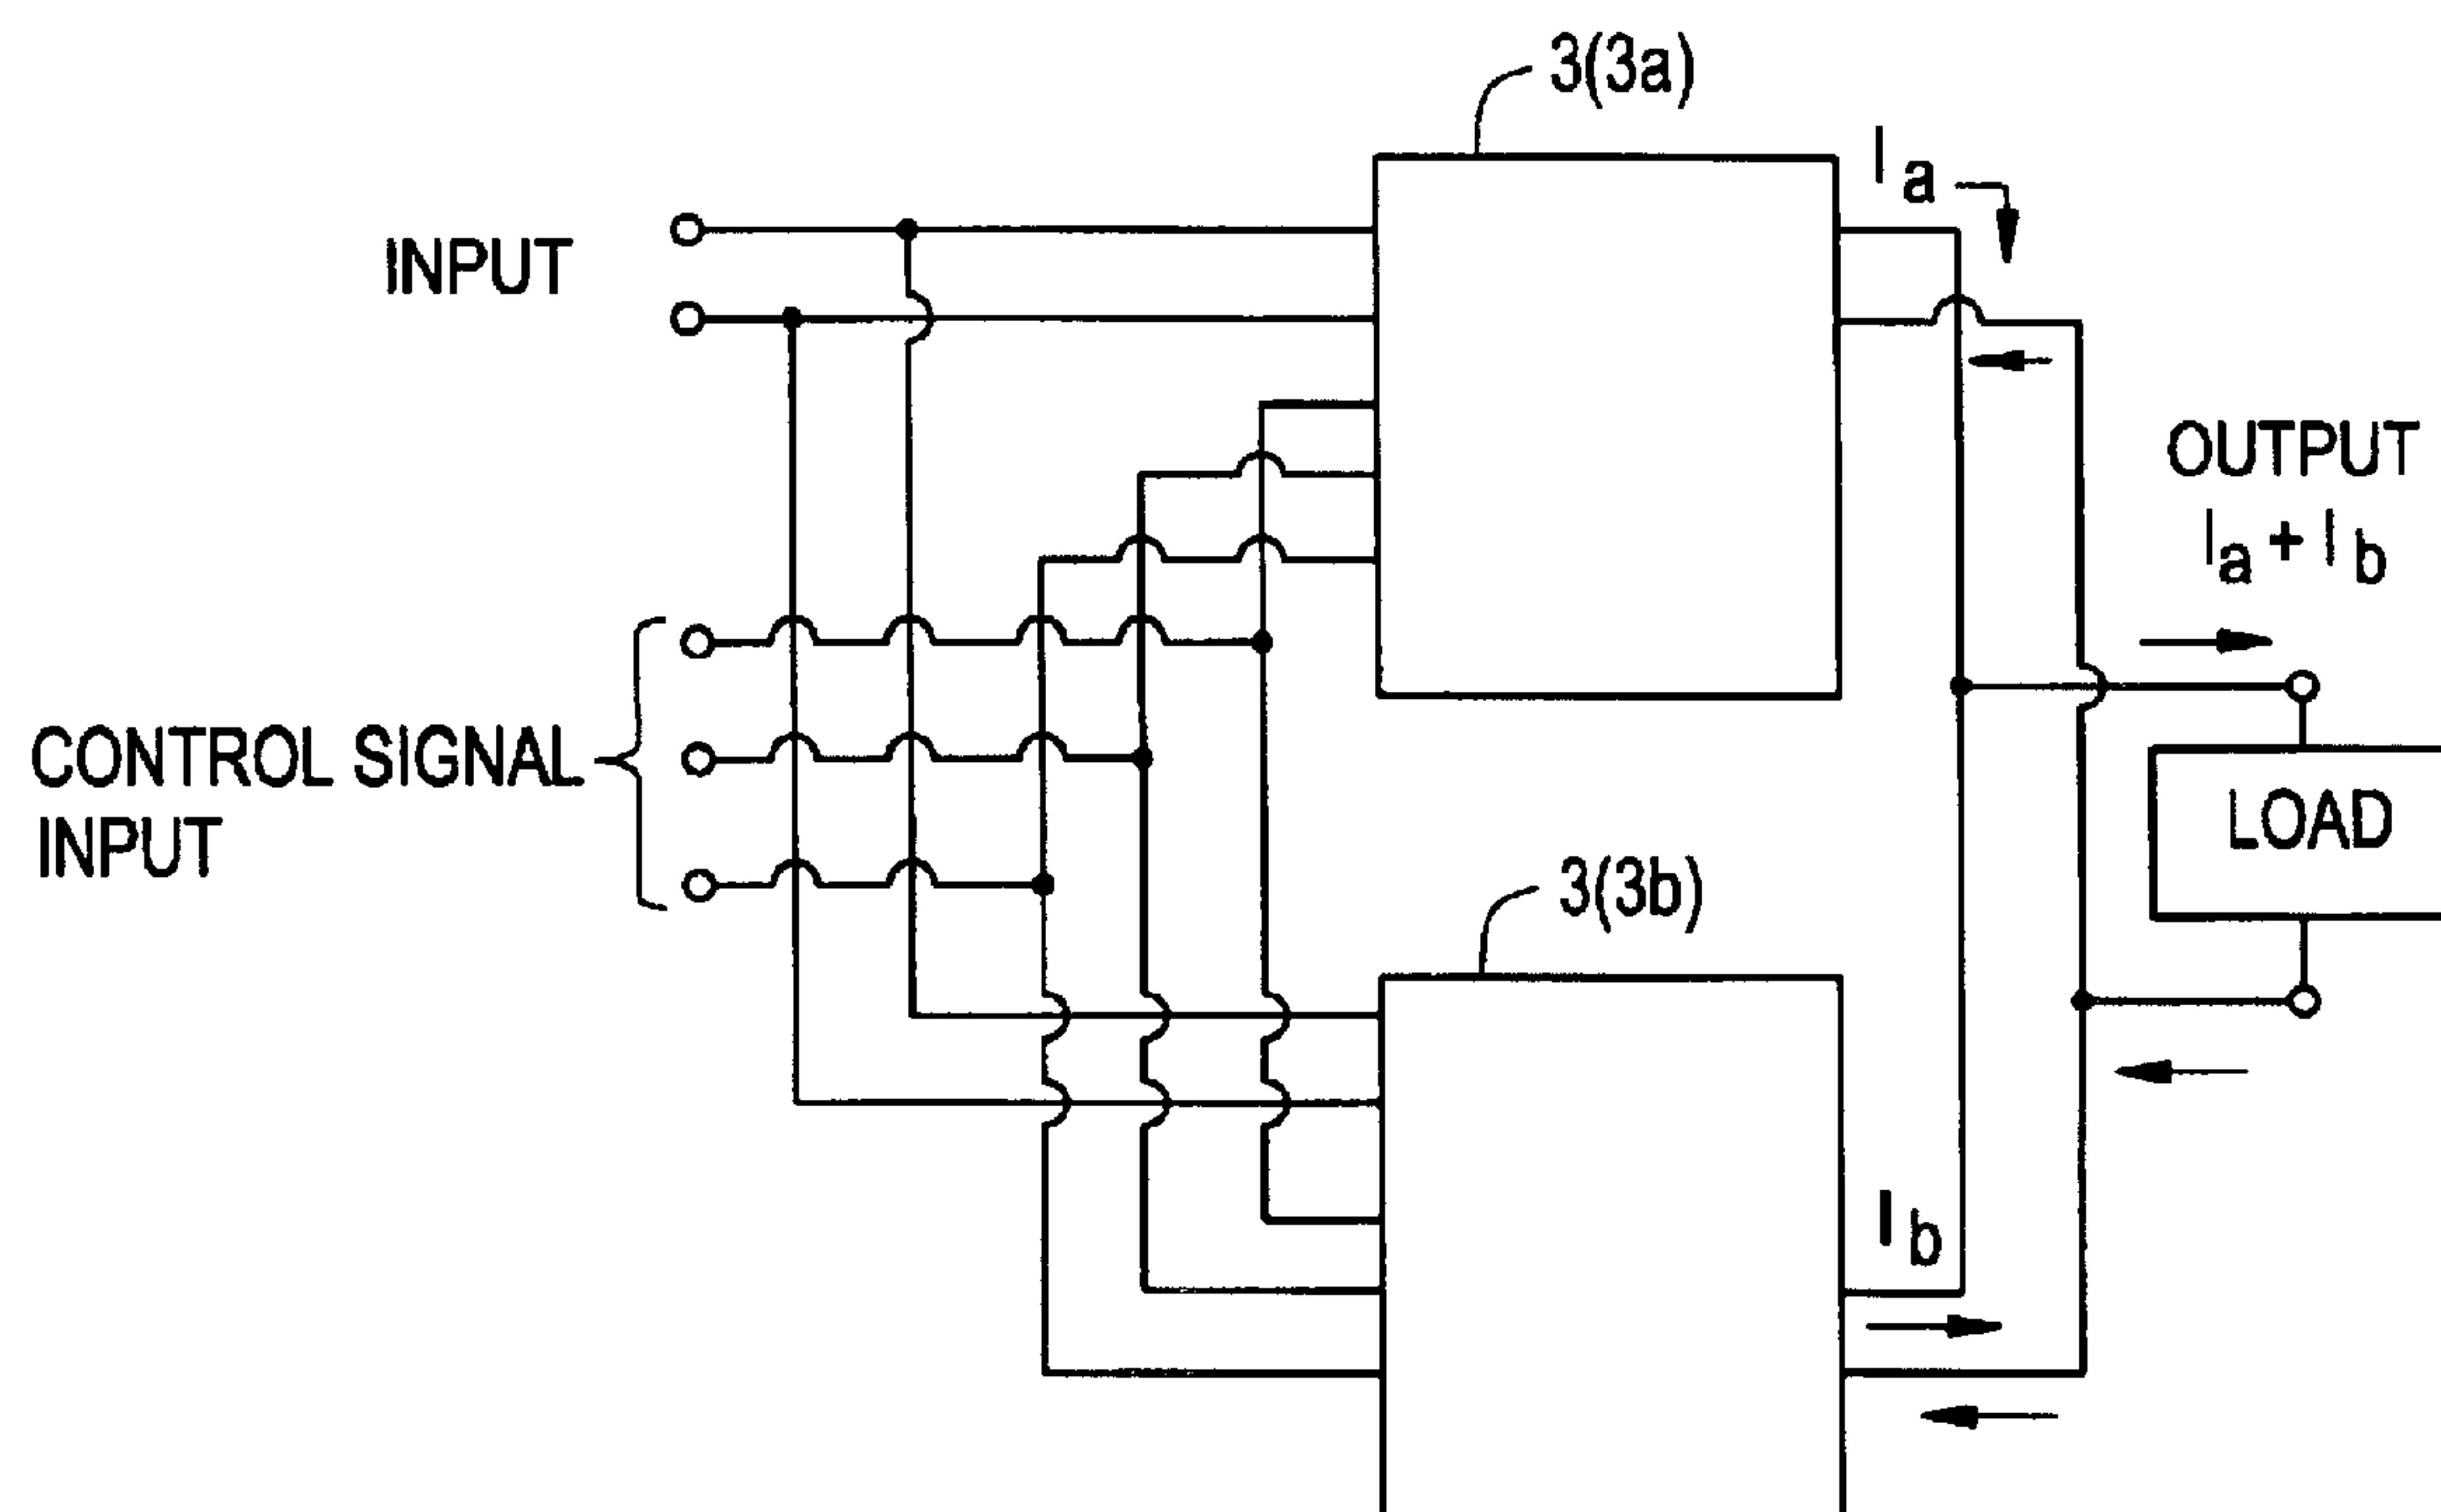 3(3a)
Ia
INPUT
OUTPUT
Ia + Ib
CONTROL SIGNAL
INPUT
LOAD
3(3b)
Ib